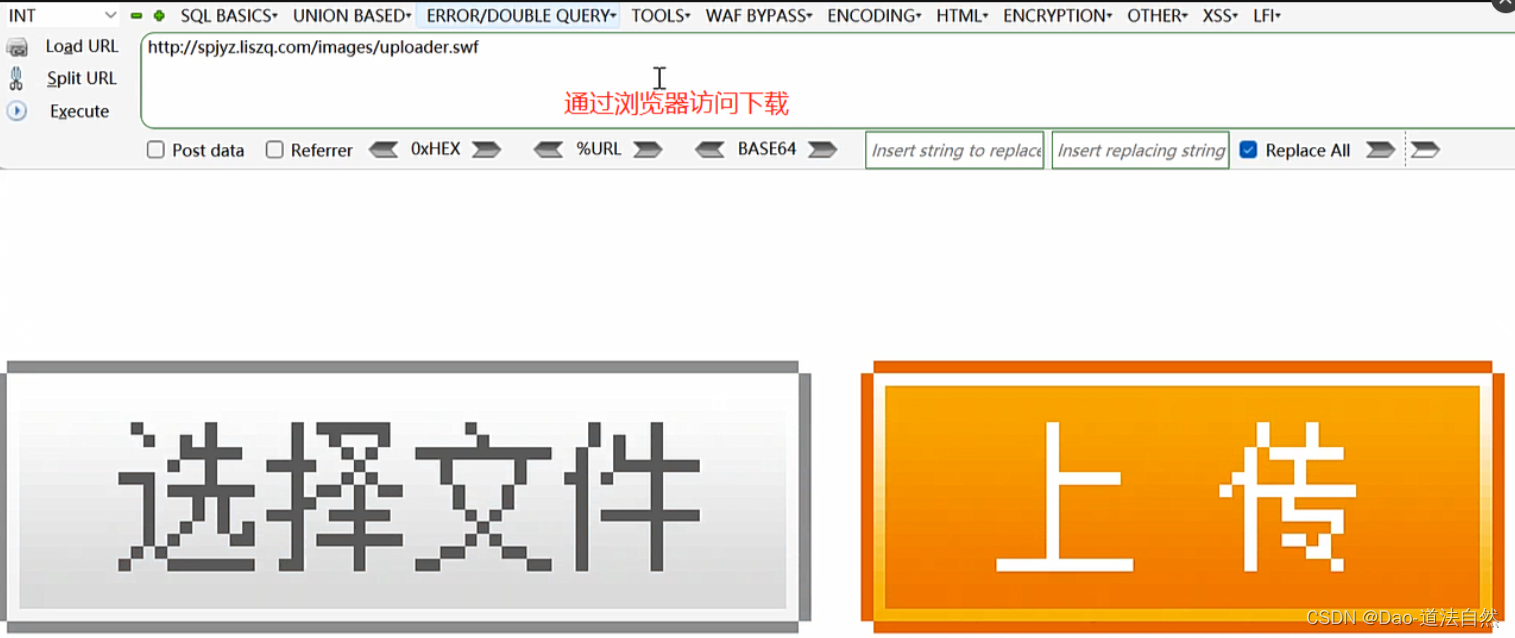 INT SQL BASICS UNION BASED ERROR/DOUBLE QUERY TOOLS WAF BYPASS ENCODING HTML ENCRYPTION OTHER XSS LFI
Load URL http://spjyz.liszq.com/images/uploader.swf
Split URL
通过浏览器访问下载
Execute
Post data Referrer 0xHEX %URL BASE64 Insert string to replace Insert replacing string Replace All
选择文件 上传
CSDN @Dao-道法自然